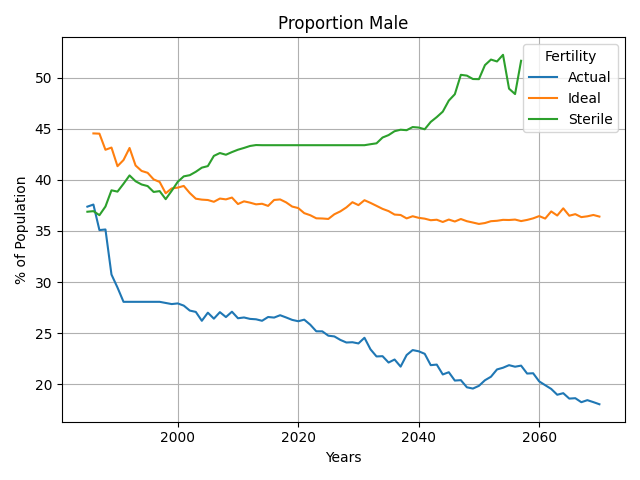 Proportion Male
Fertility
Actual
Ideal
Sterile
% of Population
50
45
40
35
30
25
20
2000
2020
2040
2060
Years